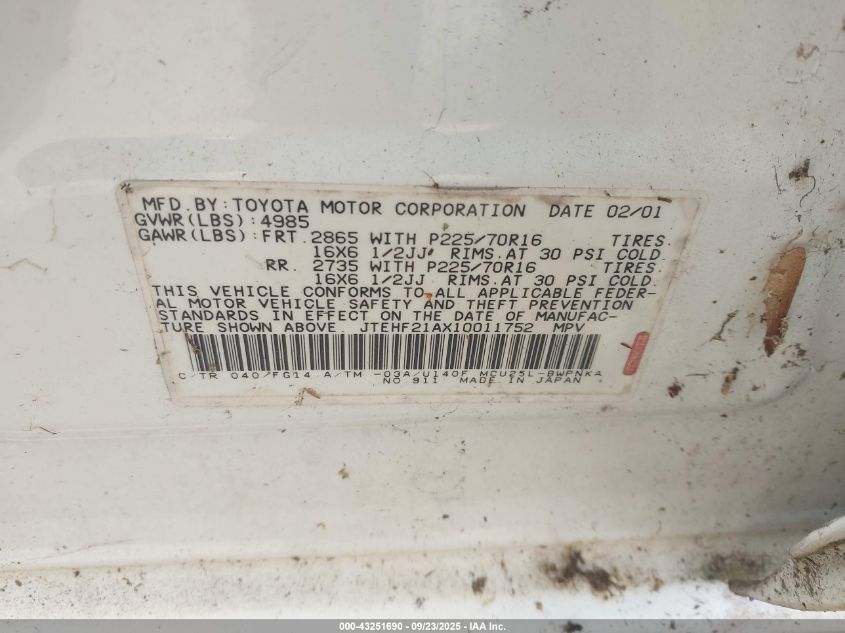 MFD.BY:TOYOTA MOTOR CORPORATION DATE 02/01
GVWR(LBS):4985
GAWR(LBS):FRT.2865 WITH P225/70R16 TIRES.
16X6 1/2JJ RIMS.AT 30 PSI COLD.
RR. 2735 WITH P225/70R16 TIRES.
16X6 1/2JJ RIMS.AT 30 PSI COLD.
THIS VEHICLE CONFORMS TO ALL APPLICABLE FEDER-
AL MOTOR VEHICLE SAFETY AND THEFT PREVENTION
STANDARDS IN EFFECT ON THE DATE OF MANUFAC-
TURE SHOWN ABOVE. JTEHF21AX10011752 MPV
C/TR 040/FG14 A/TM -03A/U140F MCU25L-BWPNKA
NO 911 MADE IN JAPAN
000-43251690 - 09/23/2025 - IAA Inc.